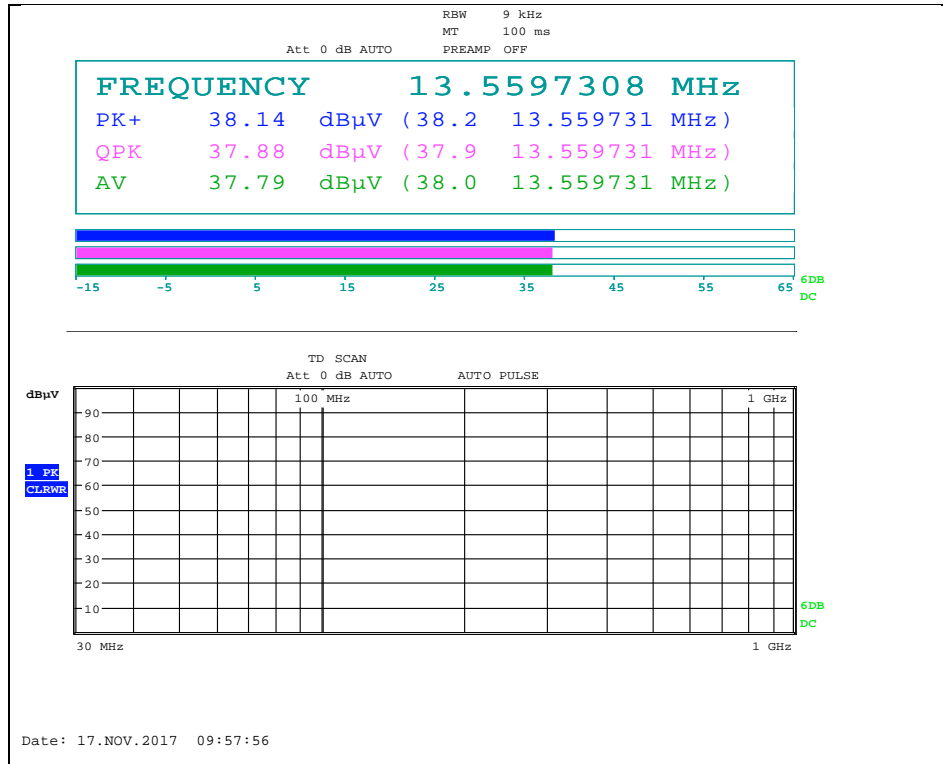 RBW 9 kHz
MT 100 ms
Att 0 dB AUTO PREAMP OFF
FREQUENCY 13.5597308 MHz
PK+ 38.14 dBµV (38.2 13.559731 MHz)
QPK 37.88 dBµV (37.9 13.559731 MHz)
AV 37.79 dBµV (38.0 13.559731 MHz)
-15 -5 5 15 25 35 45 55 65
6DB
DC
TD SCAN
Att 0 dB AUTO AUTO PULSE
dBµV
100 MHz 1 GHz
90
80
70
1 PK
60
CLRWR
50
40
30
20
10
6DB
DC
30 MHz 1 GHz
Date: 17.NOV.2017 09:57:56